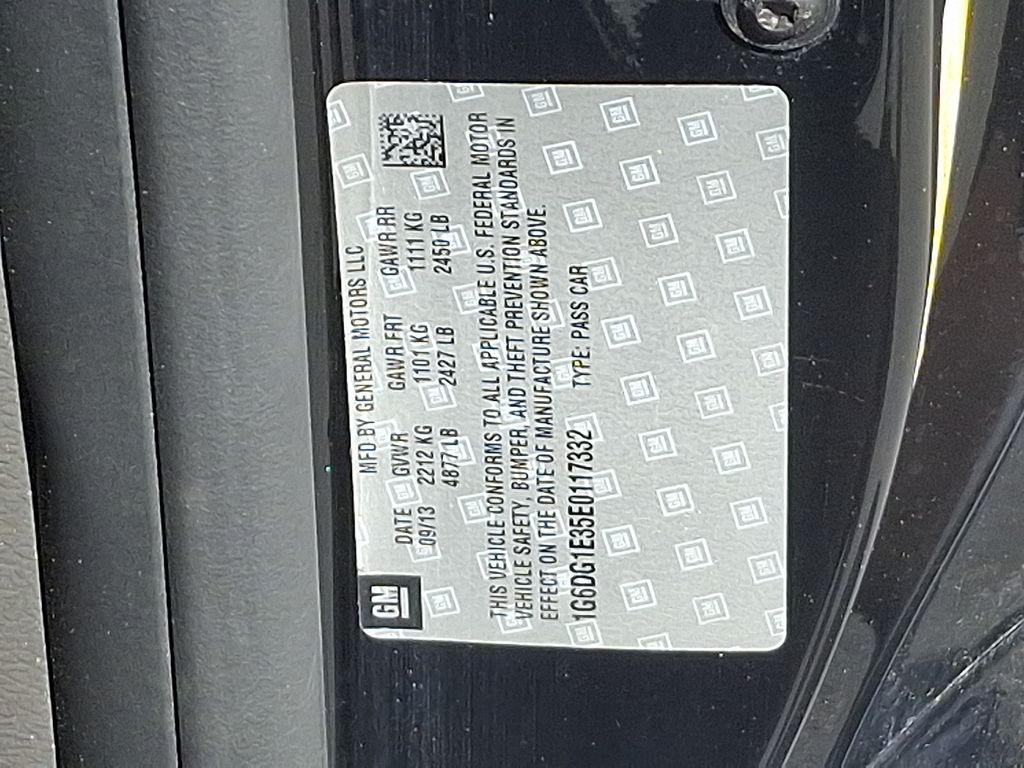 GM
MFD BY GENERAL MOTORS LLC
DATE GVWR GAWR FRT GAWR RR
09/13 2212 KG 1101 KG 1111 KG
4877 LB 2427 LB 2450 LB
THIS VEHICLE CONFORMS TO ALL APPLICABLE U.S. FEDERAL MOTOR
VEHICLE SAFETY, BUMPER, AND THEFT PREVENTION STANDARDS IN
EFFECT ON THE DATE OF MANUFACTURE SHOWN ABOVE.
1G6DG1E35E0117332 TYPE: PASS CAR